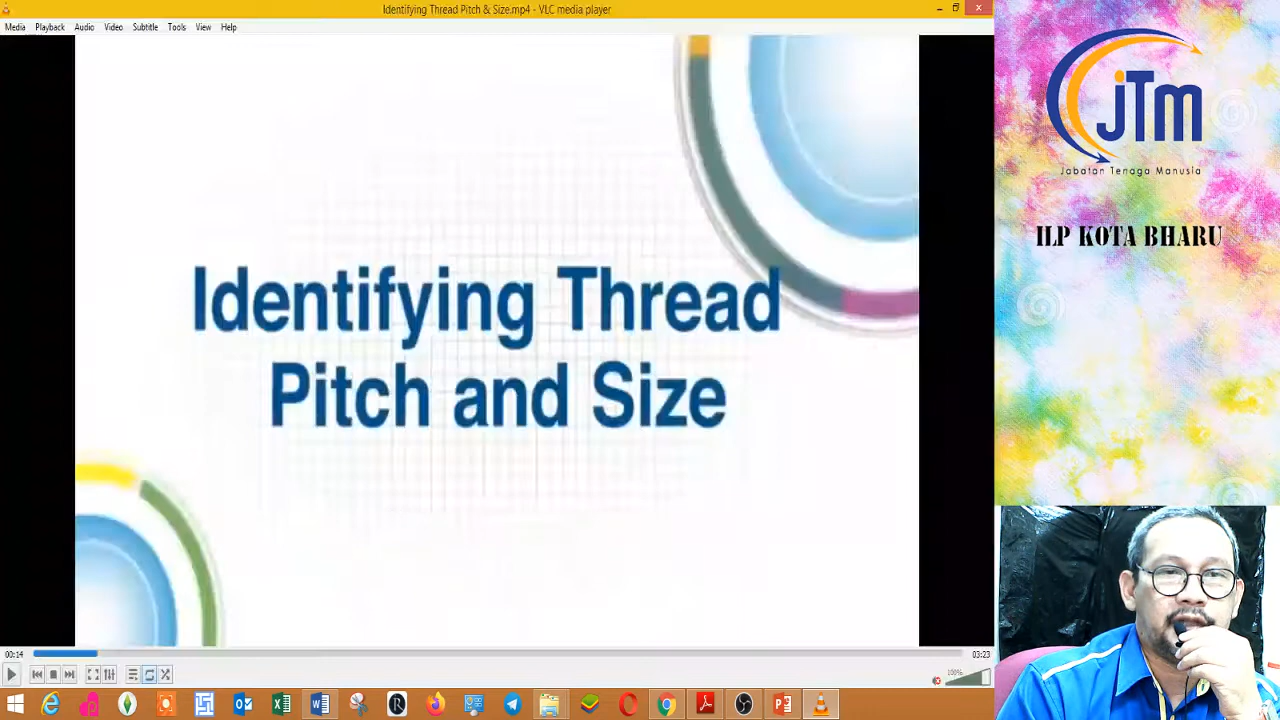 Identifying Thread Pitch & Size.mp4 - VLC media player
Media Playback Audio Video Subtitle Tools View Help
Identifying Thread
Pitch and Size
jTm
Jabatan Tenaga Manusia
ILP KOTA BHARU
00:14
03:23
100%